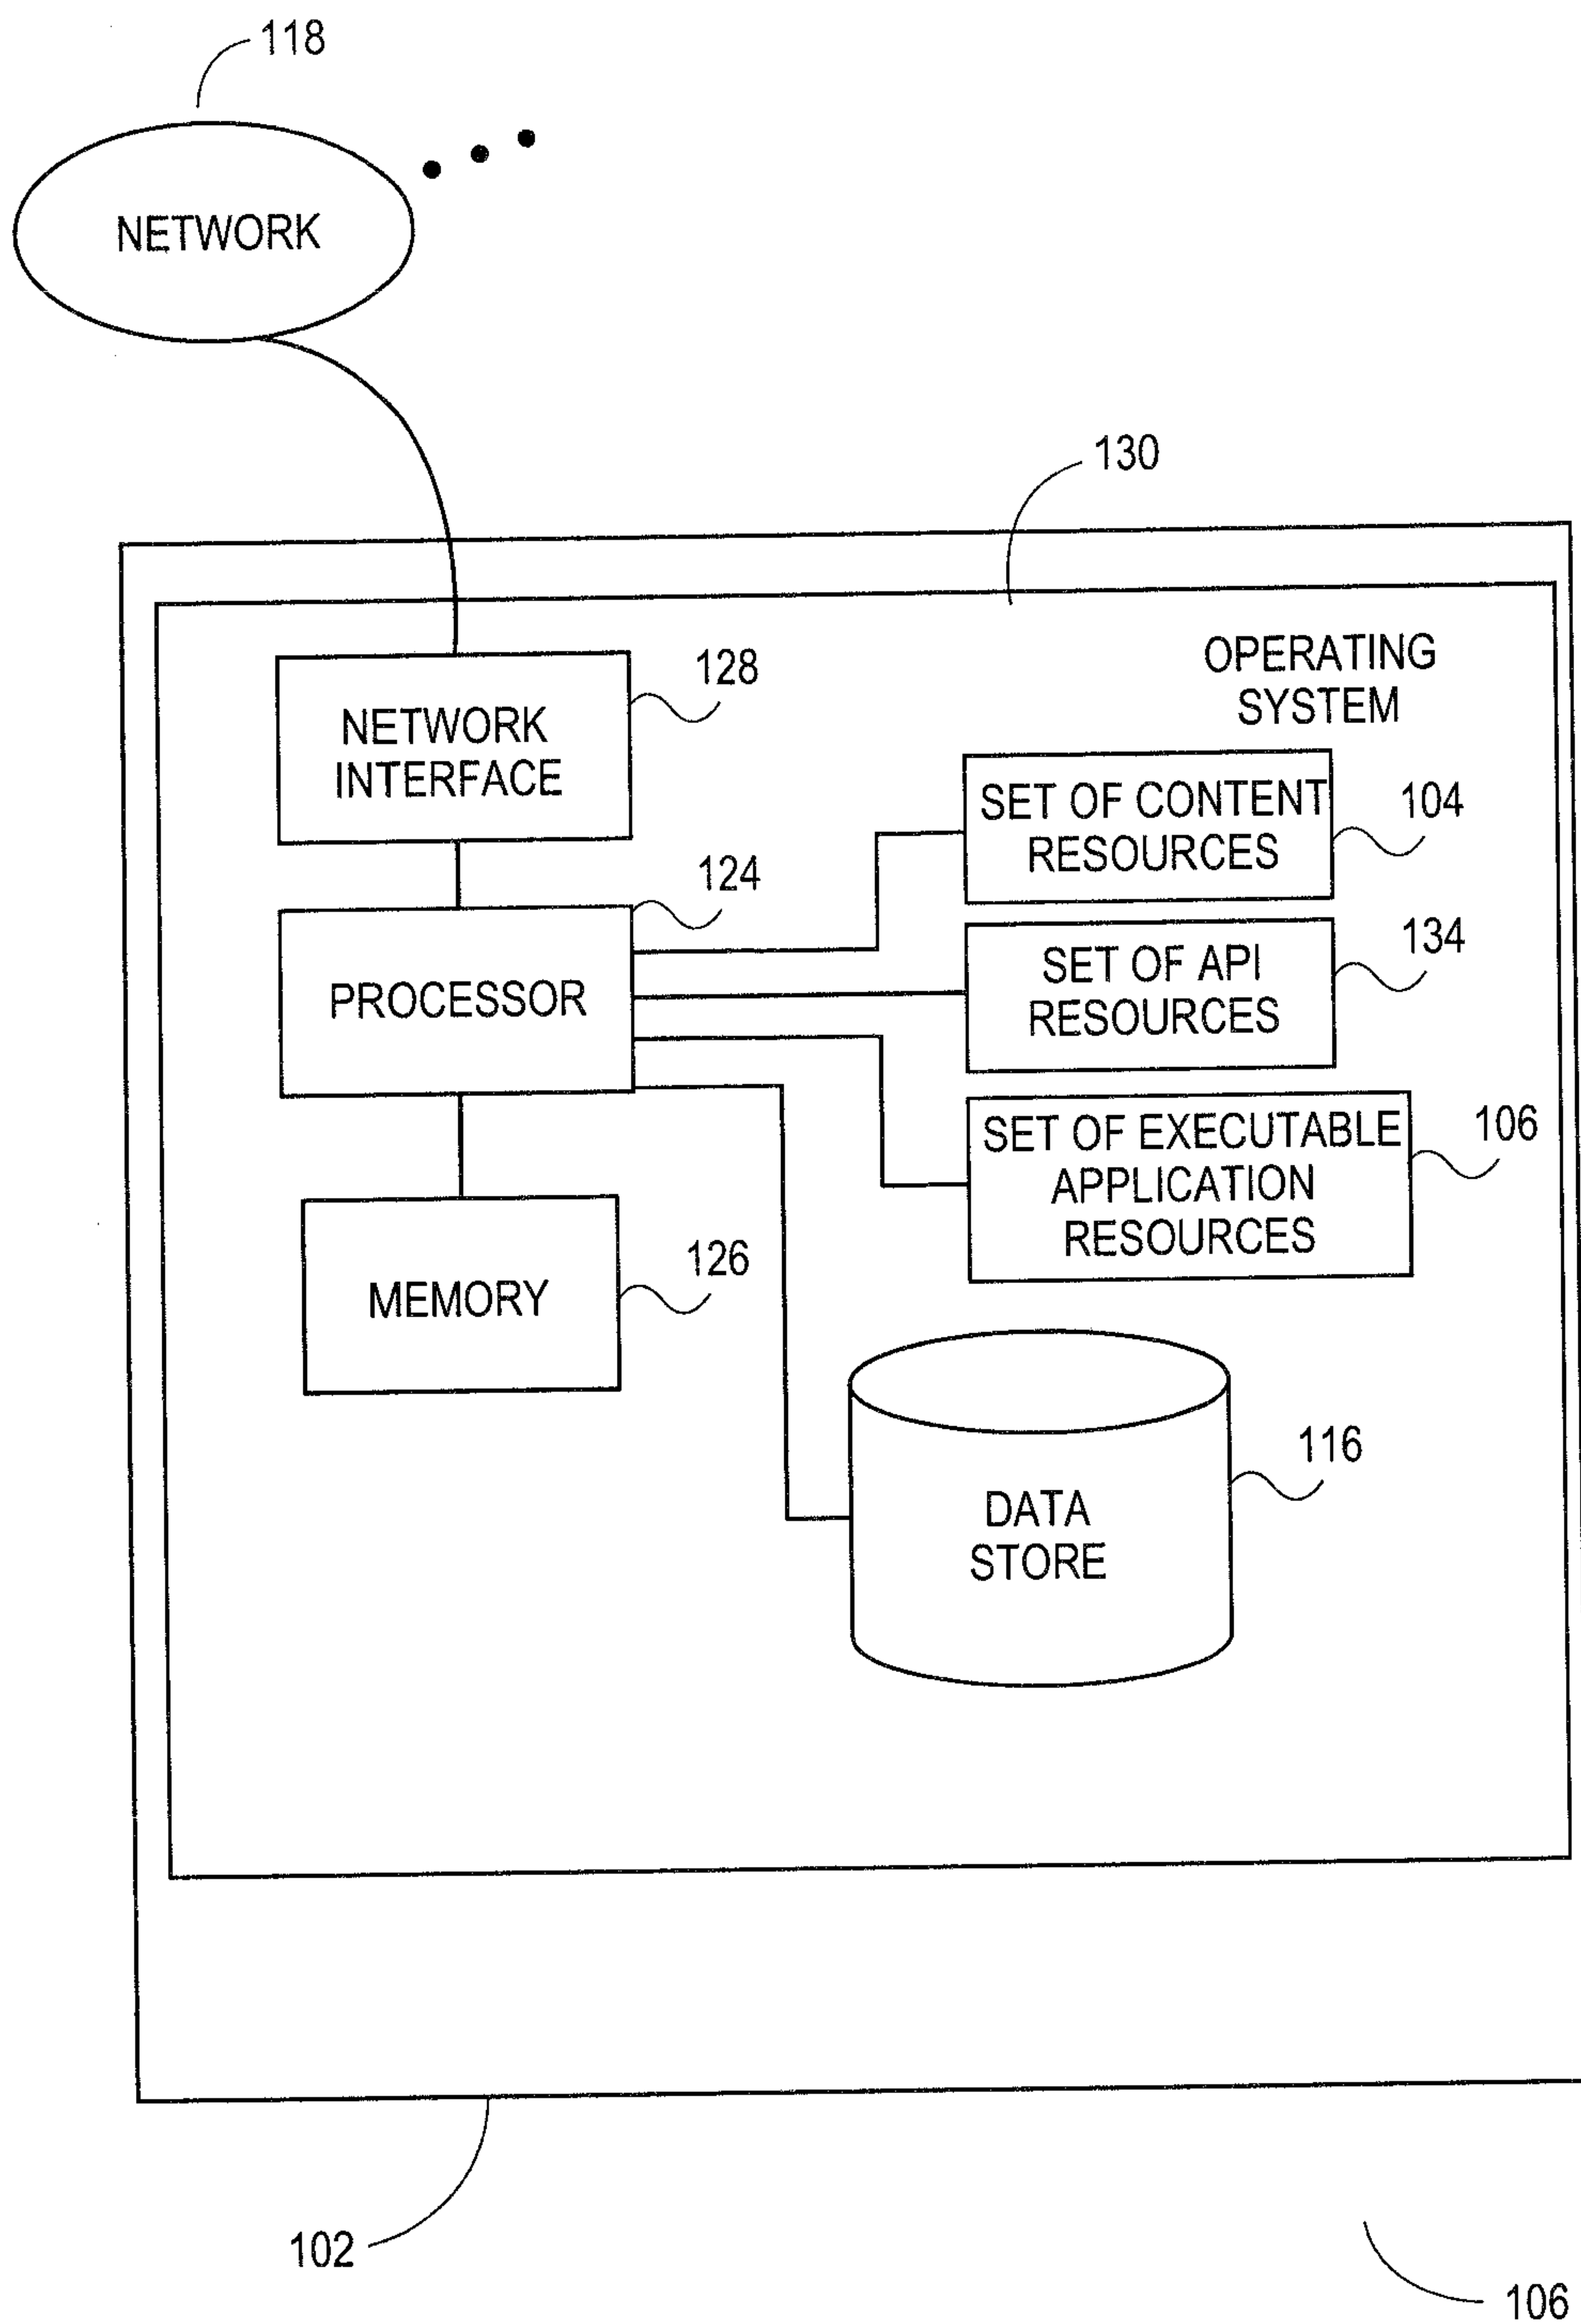 118
NETWORK
130
OPERATING
SYSTEM
128
NETWORK
INTERFACE
SET OF CONTENT
RESOURCES
104
124
PROCESSOR
SET OF API
RESOURCES
134
SET OF EXECUTABLE
APPLICATION
RESOURCES
106
MEMORY
126
116
DATA
STORE
102
106